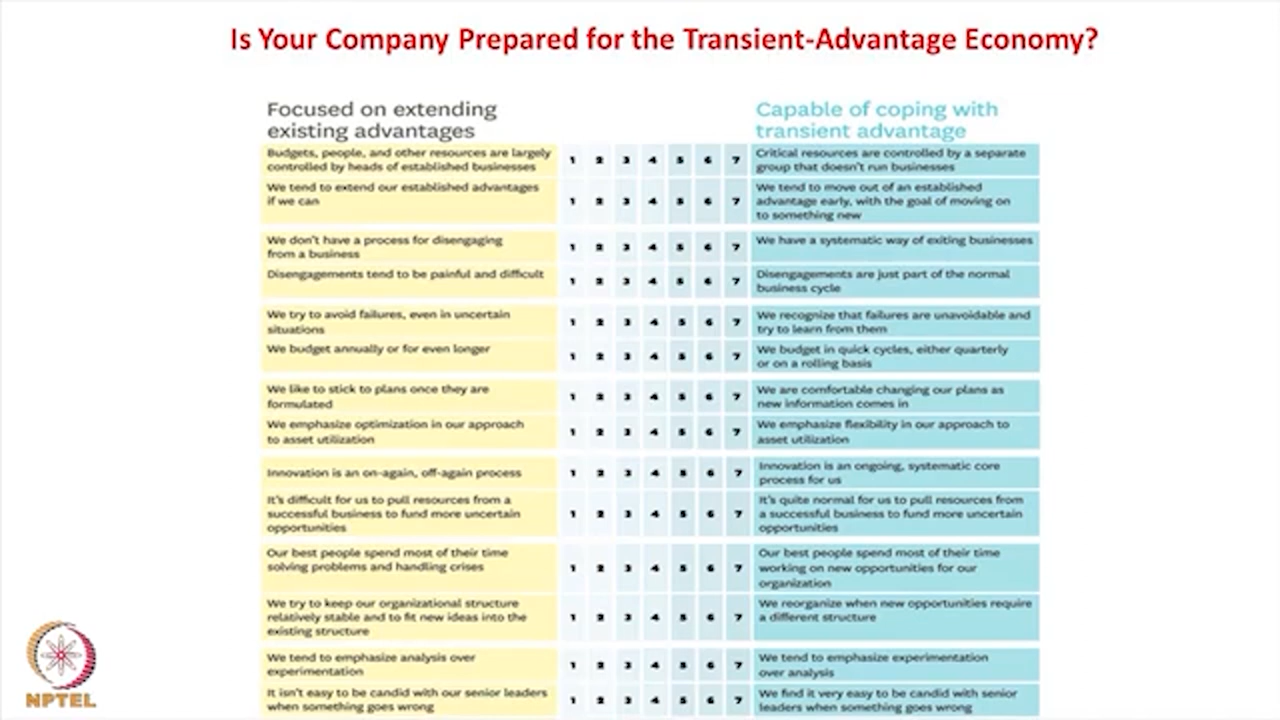 Is Your Company Prepared for the Transient-Advantage Economy?
Focused on extending
existing advantages
Capable of coping with
transient advantage
Budgets, people, and other resources are largely
controlled by heads of established businesses
1 2 3 4 5 6 7
Critical resources are controlled by a separate
group that doesn't run businesses
We tend to extend our established advantages
if we can
1 2 3 4 5 6 7
We tend to move out of an established
advantage early, with the goal of moving on
to something new
We don't have a process for disengaging
from a business
1 2 3 4 5 6 7
We have a systematic way of exiting businesses
Disengagements tend to be painful and difficult
1 2 3 4 5 6 7
Disengagements are just part of the normal
business cycle
We try to avoid failures, even in uncertain
situations
1 2 3 4 5 6 7
We recognize that failures are unavoidable and
try to learn from them
We budget annually or for even longer
1 2 3 4 5 6 7
We budget in quick cycles, either quarterly
or on a rolling basis
We like to stick to plans once they are
formulated
1 2 3 4 5 6 7
We are comfortable changing our plans as
new information comes in
We emphasize optimization in our approach
to asset utilization
1 2 3 4 5 6 7
We emphasize flexibility in our approach to
asset utilization
Innovation is an on-again, off-again process
1 2 3 4 5 6 7
Innovation is an ongoing, systematic core
process for us
It's difficult for us to pull resources from a
successful business to fund more uncertain
opportunities
1 2 3 4 5 6 7
It's quite normal for us to pull resources from
a successful business to fund more uncertain
opportunities
Our best people spend most of their time
solving problems and handling crises
1 2 3 4 5 6 7
Our best people spend most of their time
working on new opportunities for our
organization
We try to keep our organizational structure
relatively stable and to fit new ideas into the
existing structure
1 2 3 4 5 6 7
We reorganize when new opportunities require
a different structure
We tend to emphasize analysis over
experimentation
1 2 3 4 5 6 7
We tend to emphasize experimentation
over analysis
It isn't easy to be candid with our senior leaders
when something goes wrong
1 2 3 4 5 6 7
We find it very easy to be candid with senior
leaders when something goes wrong
NPTEL